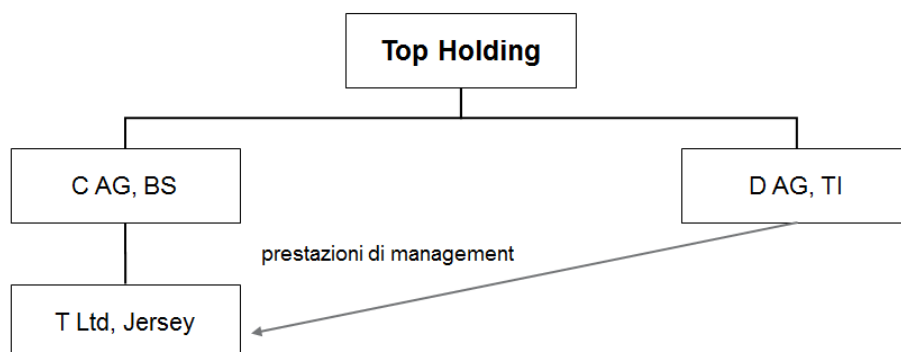 Top Holding
C AG, BS
D AG, TI
prestazioni di management
T Ltd, Jersey